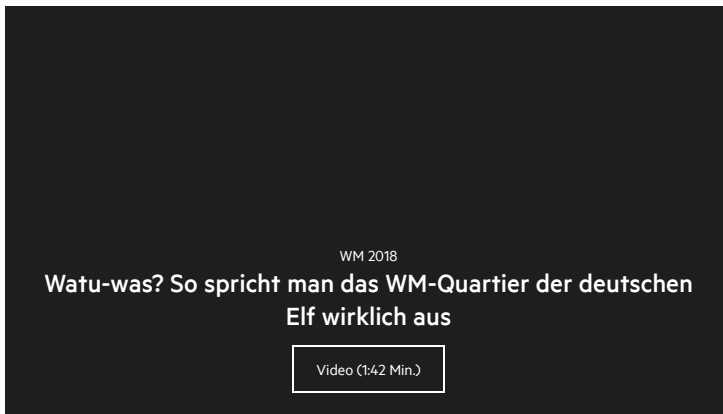 WM 2018
Watu-was? So spricht man das WM-Quartier der deutschen
Elf wirklich aus
Video (1:42 Min.)